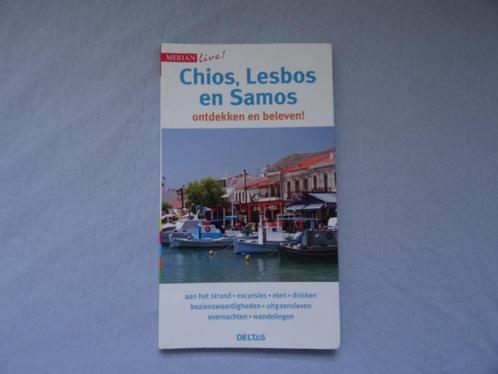 MERIAN live!
Chios, Lesbos
en Samos
ontdekken en beleven!
aan het strand • excursies • eten • drinken
bezienswaardigheden • uitgaansleven
overnachten • wandelingen
DELTAS